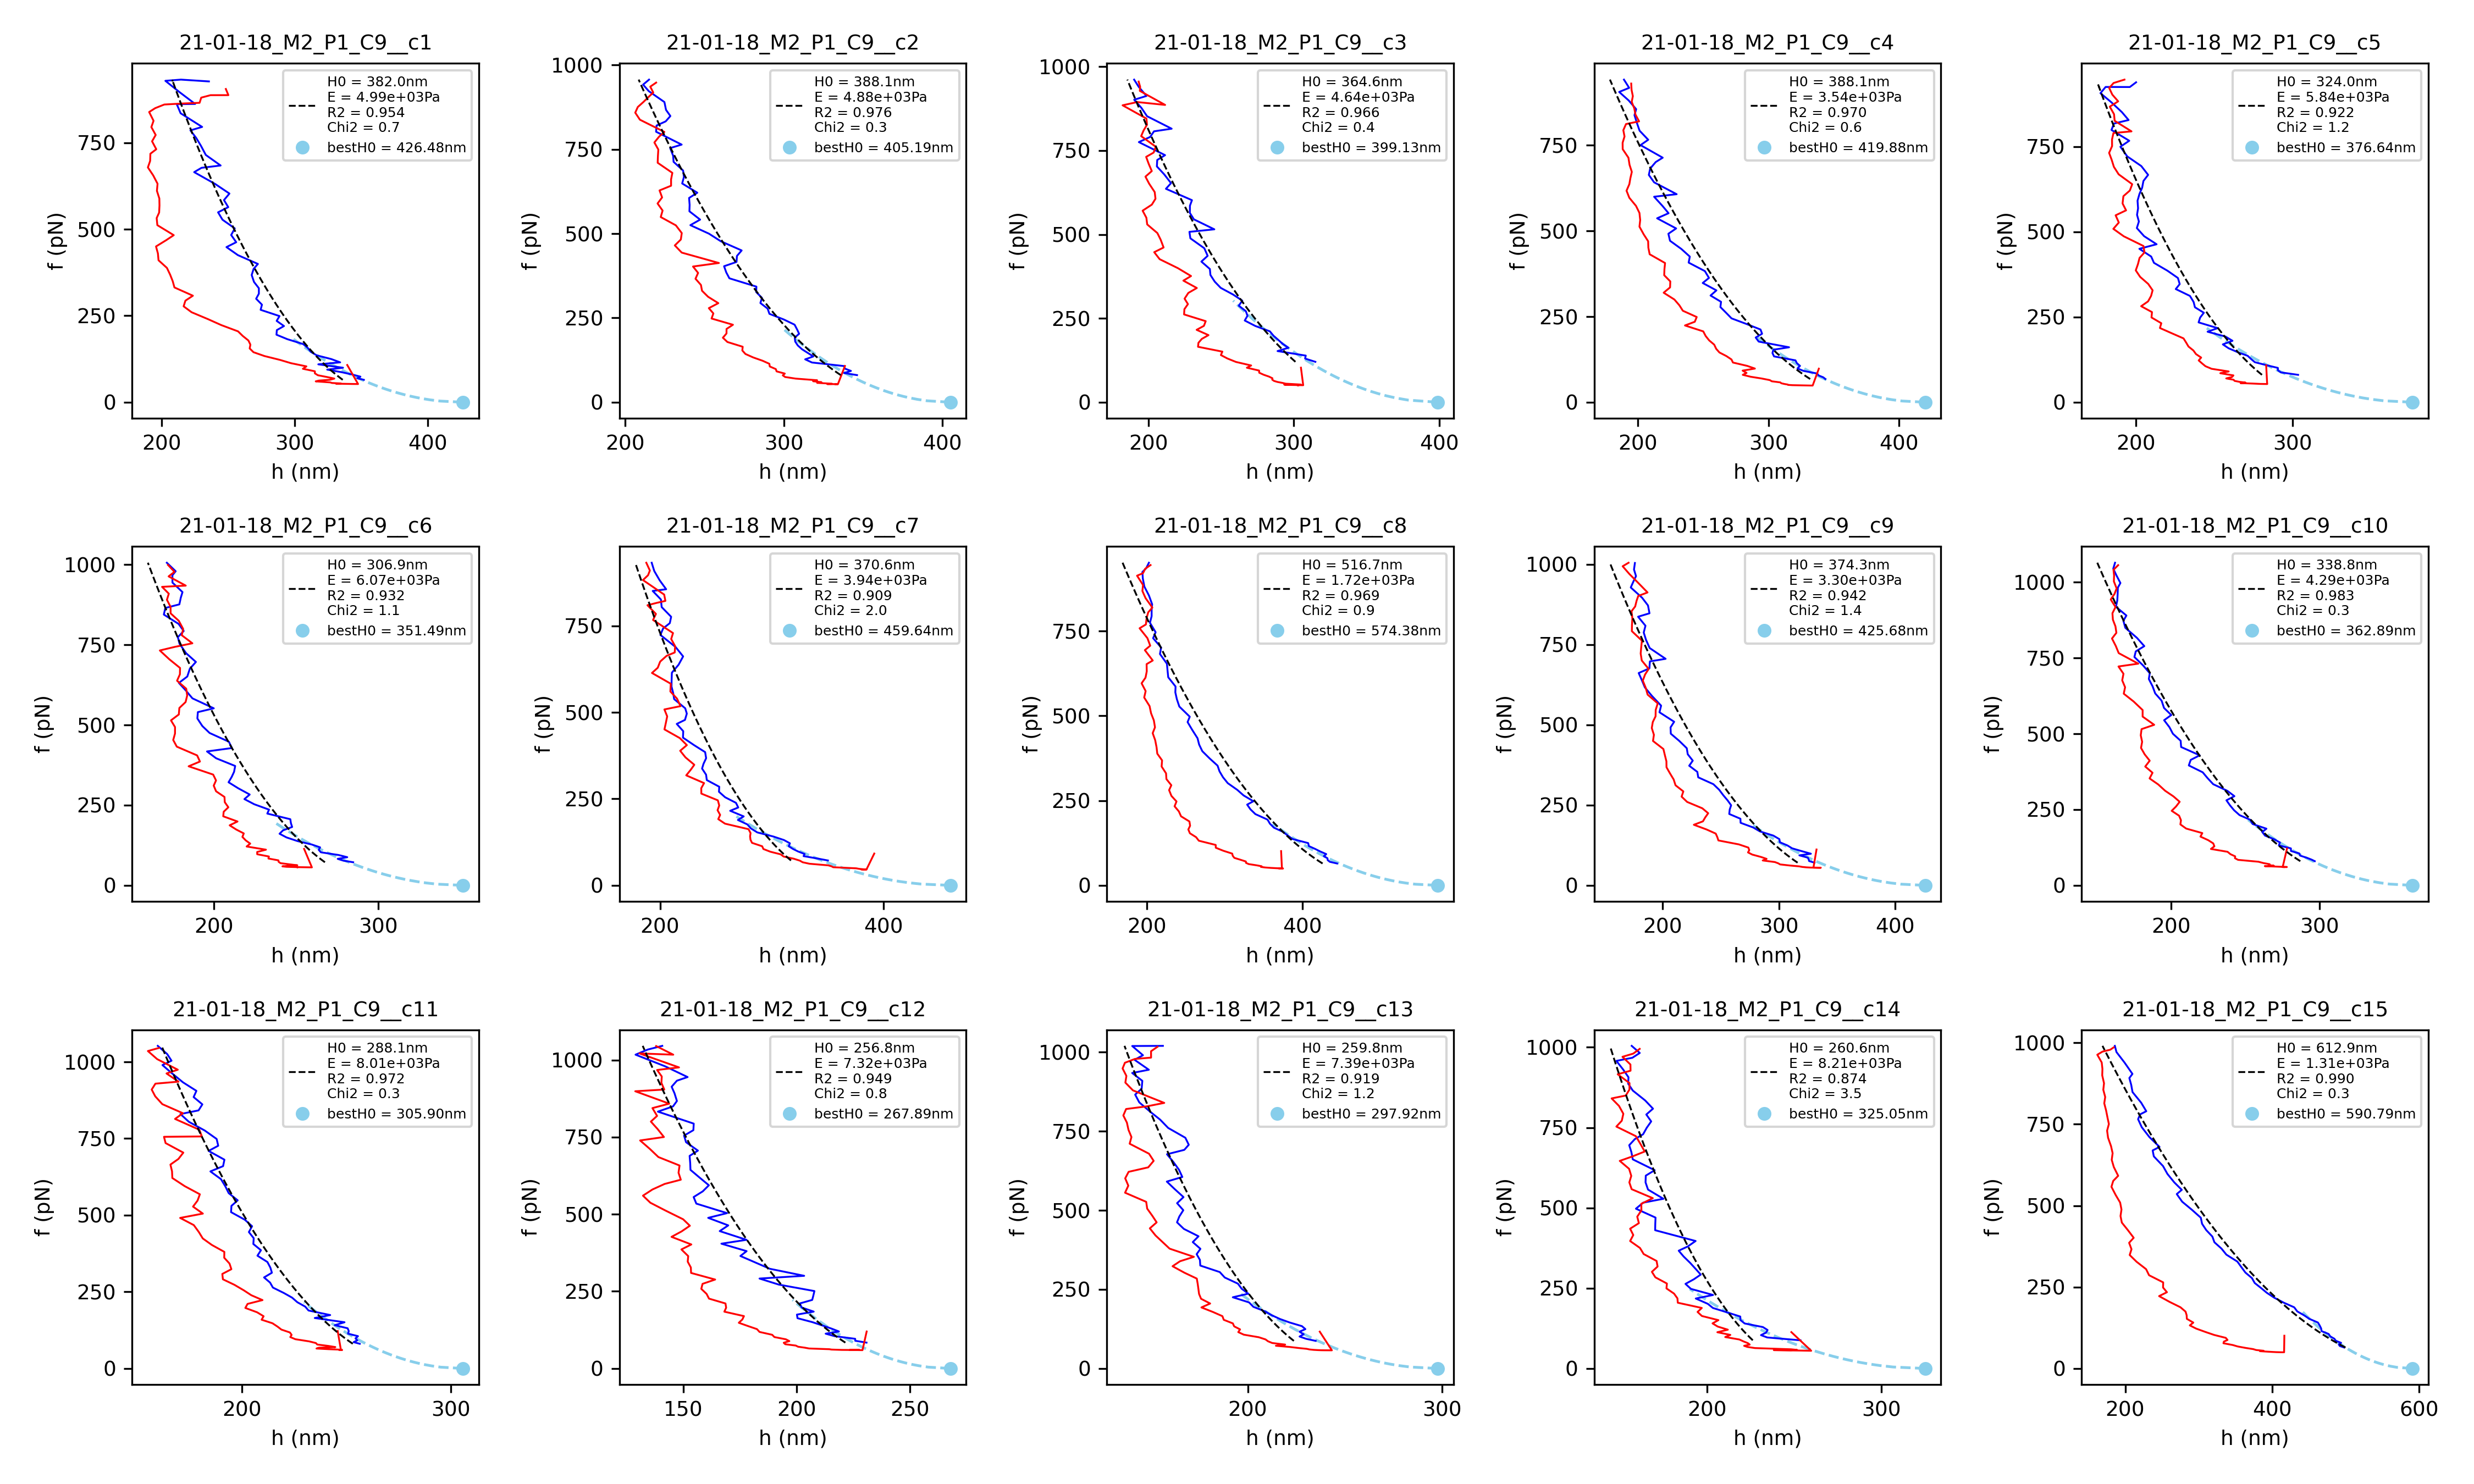 21-01-18_M2_P1_C9__c1
H0 = 382.0nm
E = 4.99e+03Pa
R2 = 0.954
Chi2 = 0.7
bestH0 = 426.48nm
f (pN)
750
500
250
0
200 300 400
h (nm)
21-01-18_M2_P1_C9__c2
H0 = 388.1nm
E = 4.88e+03Pa
R2 = 0.976
Chi2 = 0.3
bestH0 = 405.19nm
f (pN)
1000
750
500
250
0
200 300 400
h (nm)
21-01-18_M2_P1_C9__c3
H0 = 364.6nm
E = 4.64e+03Pa
R2 = 0.966
Chi2 = 0.4
bestH0 = 399.13nm
f (pN)
1000
750
500
250
0
200 300 400
h (nm)
21-01-18_M2_P1_C9__c4
H0 = 388.1nm
E = 3.54e+03Pa
R2 = 0.970
Chi2 = 0.6
bestH0 = 419.88nm
f (pN)
750
500
250
0
200 300 400
h (nm)
21-01-18_M2_P1_C9__c5
H0 = 324.0nm
E = 5.84e+03Pa
R2 = 0.922
Chi2 = 1.2
bestH0 = 376.64nm
f (pN)
750
500
250
0
200 300
h (nm)
21-01-18_M2_P1_C9__c6
H0 = 306.9nm
E = 6.07e+03Pa
R2 = 0.932
Chi2 = 1.1
bestH0 = 351.49nm
f (pN)
1000
750
500
250
0
200 300
h (nm)
21-01-18_M2_P1_C9__c7
H0 = 370.6nm
E = 3.94e+03Pa
R2 = 0.909
Chi2 = 2.0
bestH0 = 459.64nm
f (pN)
750
500
250
0
200 400
h (nm)
21-01-18_M2_P1_C9__c8
H0 = 516.7nm
E = 1.72e+03Pa
R2 = 0.969
Chi2 = 0.9
bestH0 = 574.38nm
f (pN)
750
500
250
0
200 400
h (nm)
21-01-18_M2_P1_C9__c9
H0 = 374.3nm
E = 3.30e+03Pa
R2 = 0.942
Chi2 = 1.4
bestH0 = 425.68nm
f (pN)
1000
750
500
250
0
200 300 400
h (nm)
21-01-18_M2_P1_C9__c10
H0 = 338.8nm
E = 4.29e+03Pa
R2 = 0.983
Chi2 = 0.3
bestH0 = 362.89nm
f (pN)
1000
750
500
250
0
200 300
h (nm)
21-01-18_M2_P1_C9__c11
H0 = 288.1nm
E = 8.01e+03Pa
R2 = 0.972
Chi2 = 0.3
bestH0 = 305.90nm
f (pN)
1000
750
500
250
0
200 300
h (nm)
21-01-18_M2_P1_C9__c12
H0 = 256.8nm
E = 7.32e+03Pa
R2 = 0.949
Chi2 = 0.8
bestH0 = 267.89nm
f (pN)
1000
750
500
250
0
150 200 250
h (nm)
21-01-18_M2_P1_C9__c13
H0 = 259.8nm
E = 7.39e+03Pa
R2 = 0.919
Chi2 = 1.2
bestH0 = 297.92nm
f (pN)
1000
750
500
250
0
200 300
h (nm)
21-01-18_M2_P1_C9__c14
H0 = 260.6nm
E = 8.21e+03Pa
R2 = 0.874
Chi2 = 3.5
bestH0 = 325.05nm
f (pN)
1000
750
500
250
0
200 300
h (nm)
21-01-18_M2_P1_C9__c15
H0 = 612.9nm
E = 1.31e+03Pa
R2 = 0.990
Chi2 = 0.3
bestH0 = 590.79nm
f (pN)
1000
750
500
250
0
200 400 600
h (nm)